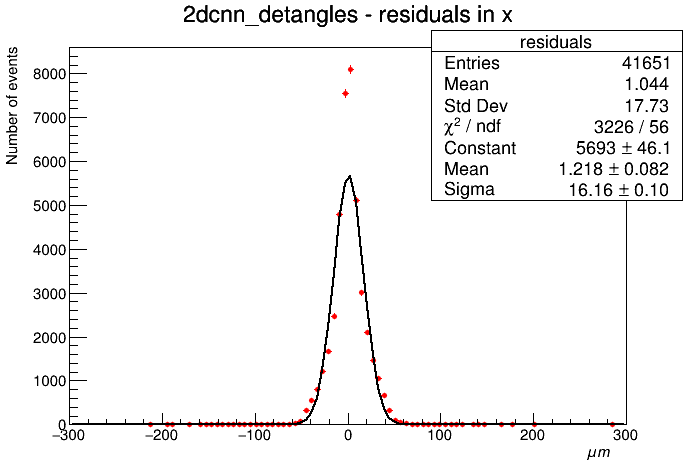 2dcnn_detangles - residuals in x
residuals
Entries 41651
Mean 1.044
Std Dev 17.73
χ² / ndf 3226 / 56
Constant 5693 ± 46.1
Mean 1.218 ± 0.082
Sigma 16.16 ± 0.10
Number of events
8000
7000
6000
5000
4000
3000
2000
1000
0
−300 −200 −100 0 100 200 300
μm